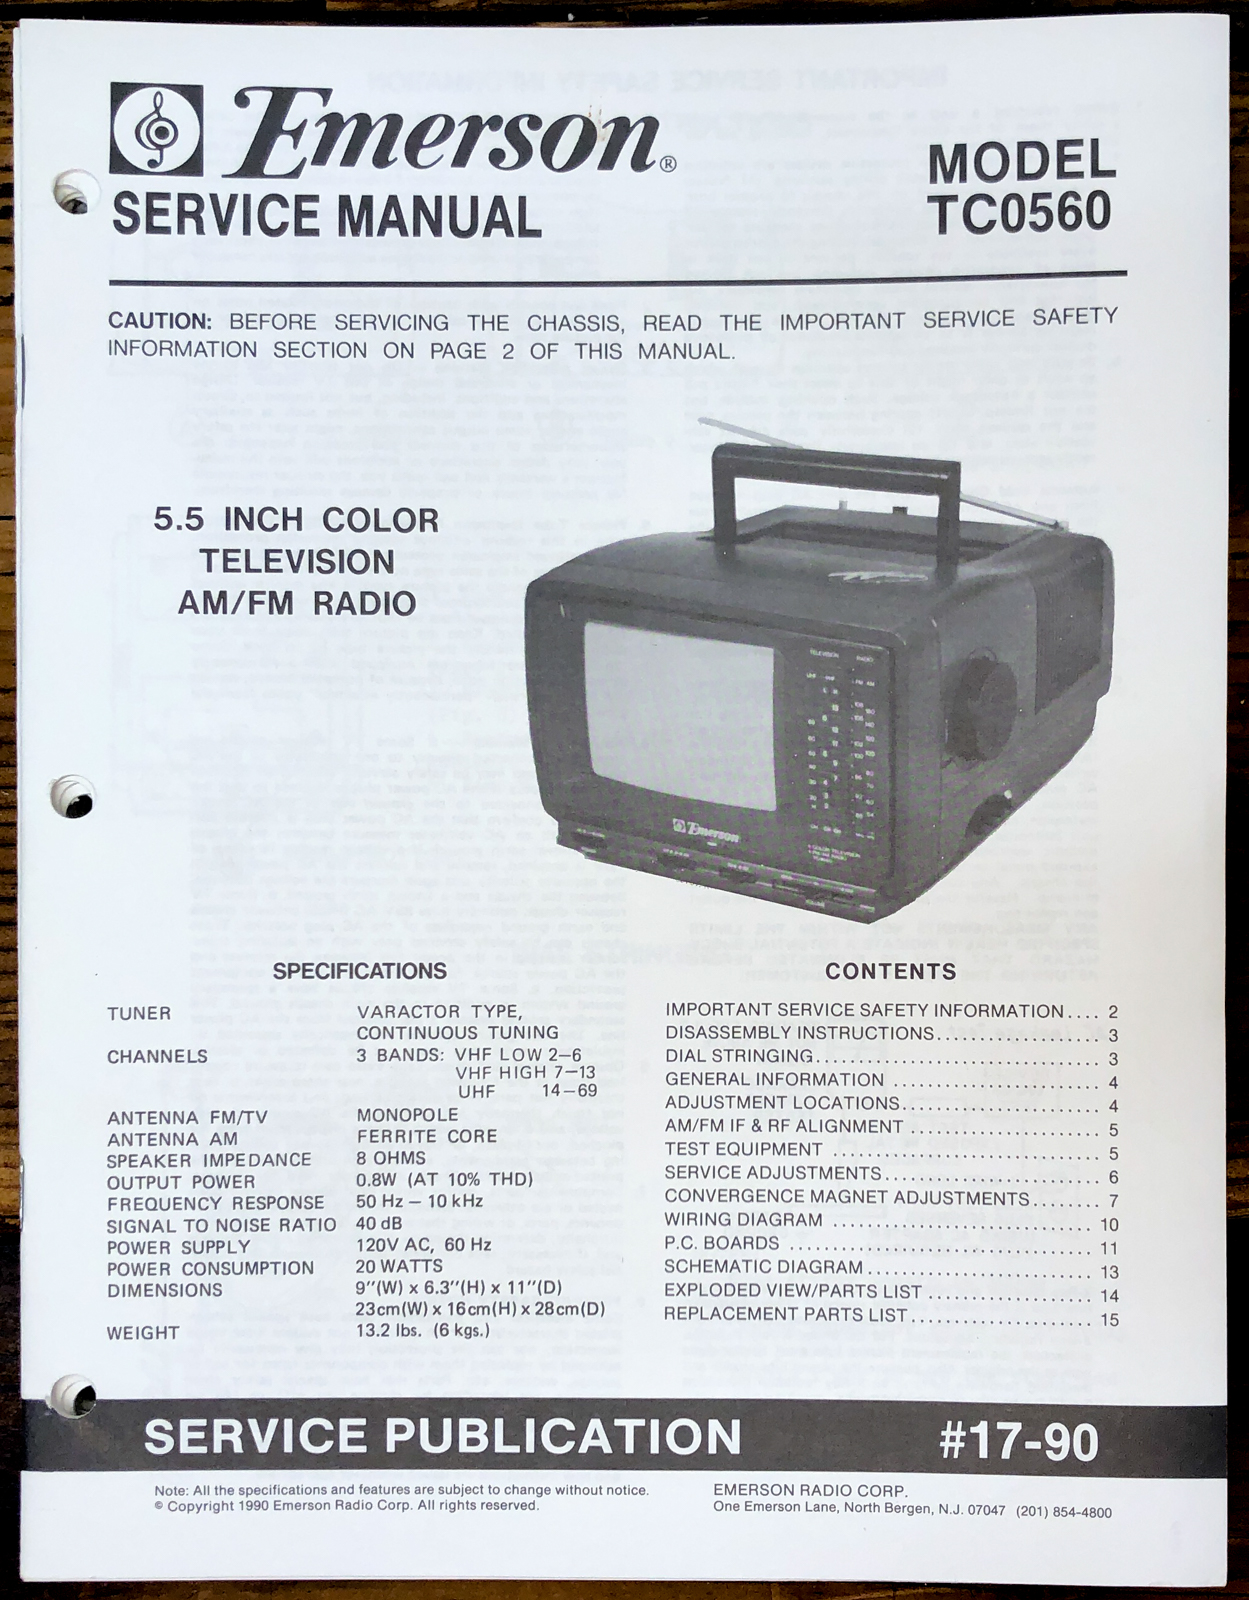 Emerson®
SERVICE MANUAL
MODEL
TC0560
CAUTION: BEFORE SERVICING THE CHASSIS, READ THE IMPORTANT SERVICE SAFETY
INFORMATION SECTION ON PAGE 2 OF THIS MANUAL.
5.5 INCH COLOR
TELEVISION
AM/FM RADIO
TELEVISION RADIO
Emerson
SPECIFICATIONS
TUNER VARACTOR TYPE,
CONTINUOUS TUNING
CHANNELS 3 BANDS: VHF LOW 2–6
VHF HIGH 7–13
UHF 14–69
ANTENNA FM/TV MONOPOLE
ANTENNA AM FERRITE CORE
SPEAKER IMPEDANCE 8 OHMS
OUTPUT POWER 0.8W (AT 10% THD)
FREQUENCY RESPONSE 50 Hz – 10 kHz
SIGNAL TO NOISE RATIO 40 dB
POWER SUPPLY 120V AC, 60 Hz
POWER CONSUMPTION 20 WATTS
DIMENSIONS 9"(W) x 6.3"(H) x 11"(D)
23cm(W) x 16cm(H) x 28cm(D)
WEIGHT 13.2 lbs. (6 kgs.)
CONTENTS
IMPORTANT SERVICE SAFETY INFORMATION.... 2
DISASSEMBLY INSTRUCTIONS.................... 3
DIAL STRINGING.................................. 3
GENERAL INFORMATION ......................... 4
ADJUSTMENT LOCATIONS........................ 4
AM/FM IF & RF ALIGNMENT ....................... 5
TEST EQUIPMENT ................................ 5
SERVICE ADJUSTMENTS.......................... 6
CONVERGENCE MAGNET ADJUSTMENTS........ 7
WIRING DIAGRAM ............................... 10
P.C. BOARDS .................................... 11
SCHEMATIC DIAGRAM.............................. 13
EXPLODED VIEW/PARTS LIST .................... 14
REPLACEMENT PARTS LIST...................... 15
SERVICE PUBLICATION #17-90
Note: All the specifications and features are subject to change without notice.
© Copyright 1990 Emerson Radio Corp. All rights reserved.
EMERSON RADIO CORP.
One Emerson Lane, North Bergen, N.J. 07047 (201) 854-4800